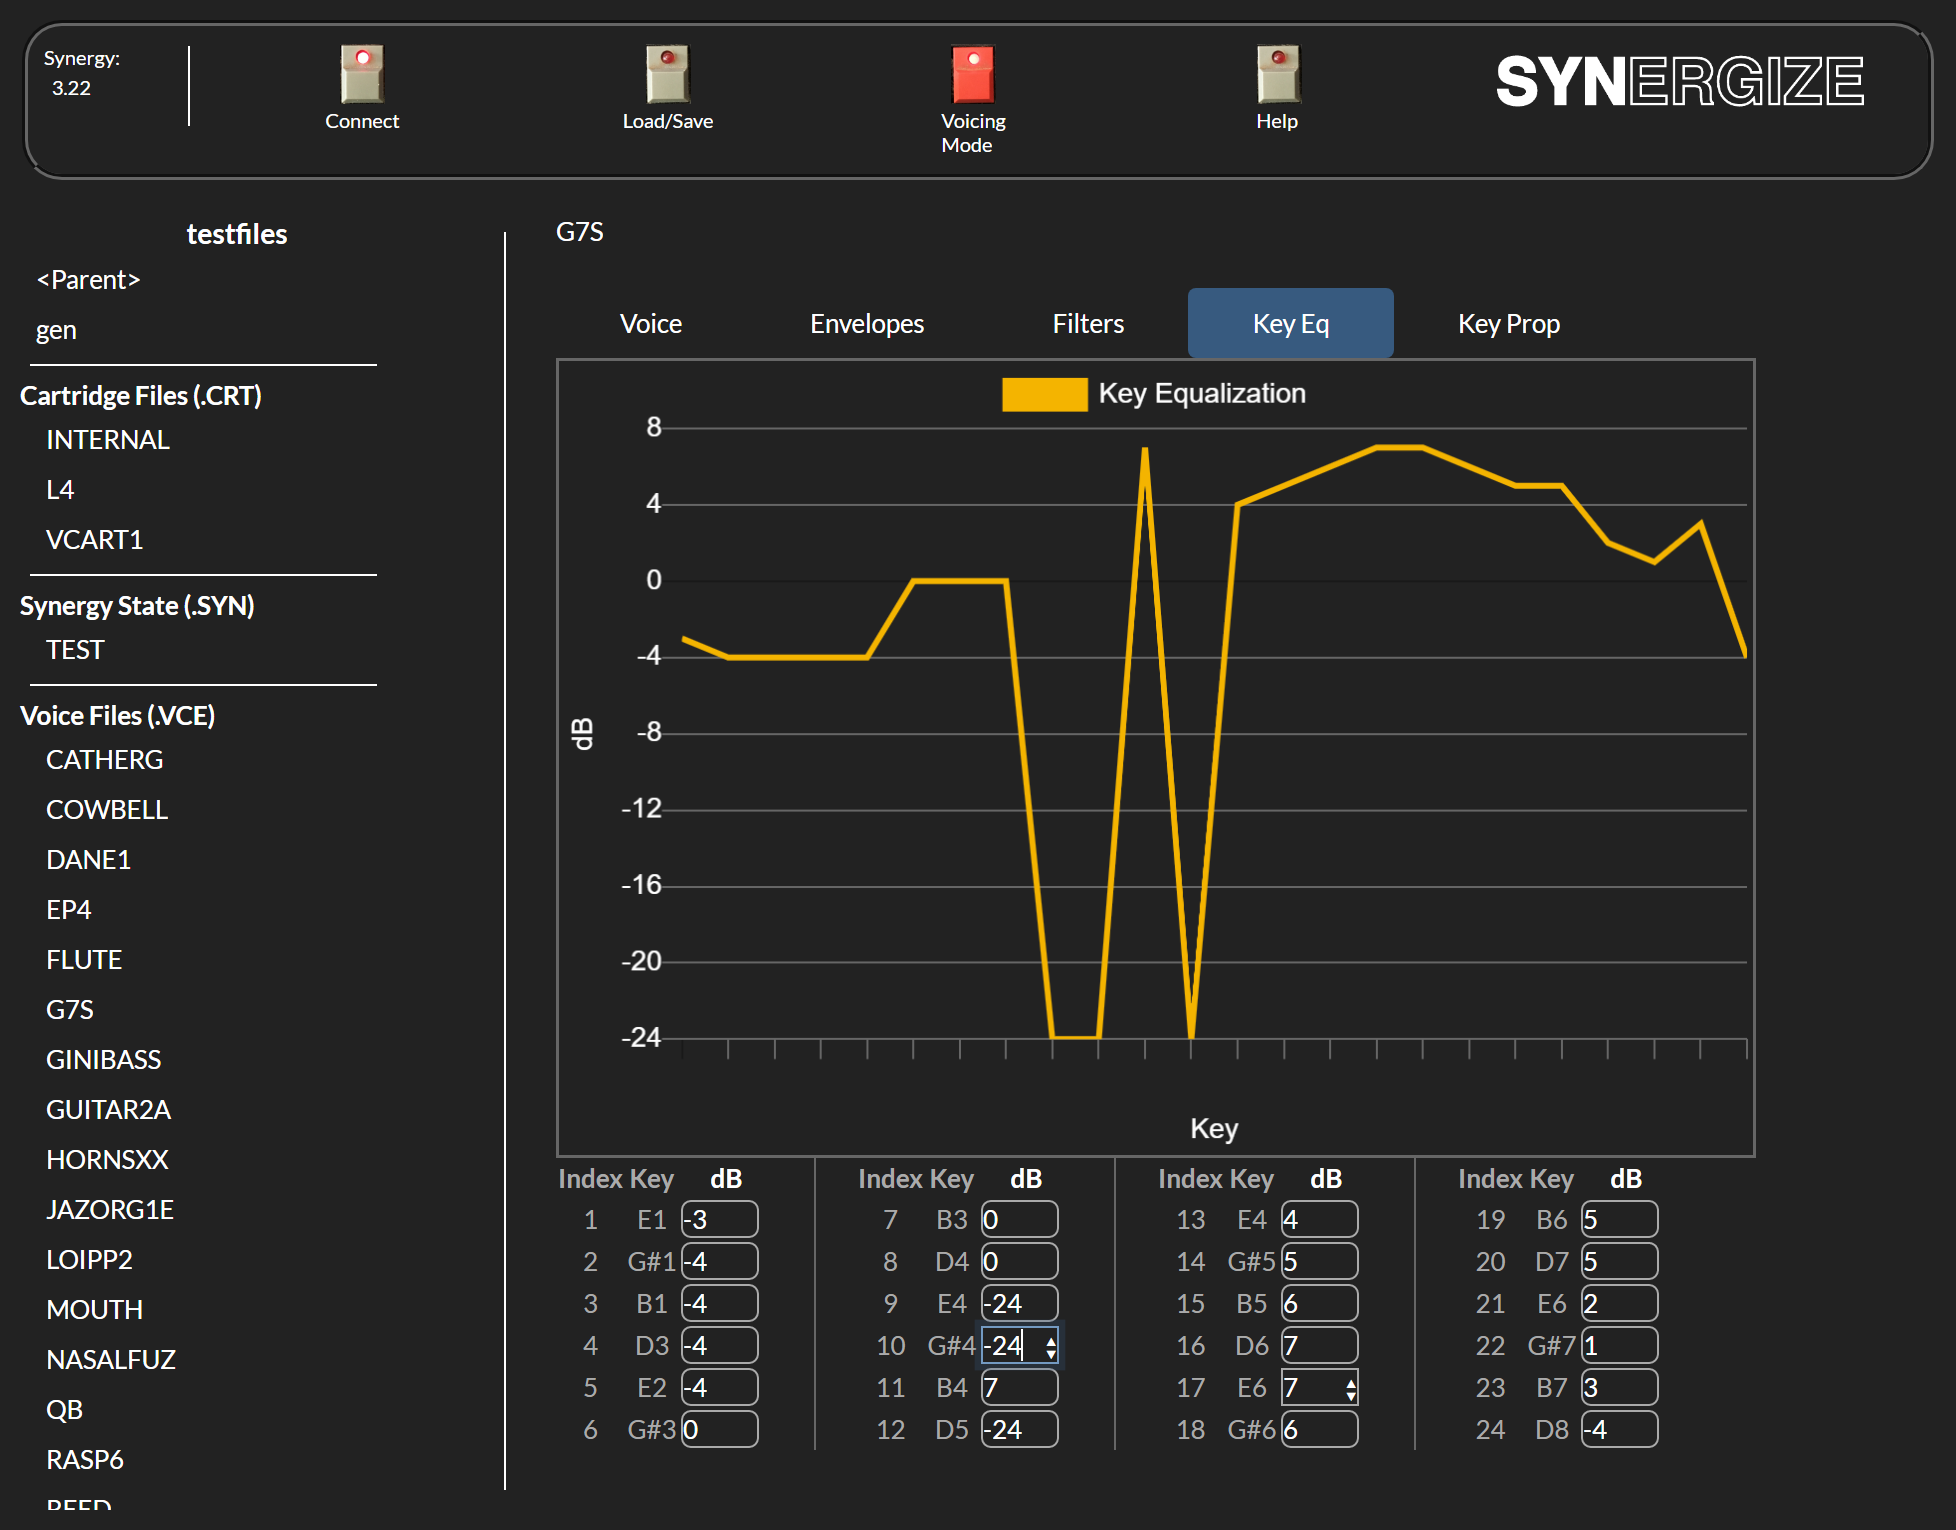 Synergy:
3.22
Connect
Load/Save
Voicing
Mode
Help
SYNERGIZE
testfiles
<Parent>
gen
Cartridge Files (.CRT)
INTERNAL
L4
VCART1
Synergy State (.SYN)
TEST
Voice Files (.VCE)
CATHERG
COWBELL
DANE1
EP4
FLUTE
G7S
GINIBASS
GUITAR2A
HORNSXX
JAZORG1E
LOIPP2
MOUTH
NASALFUZ
QB
RASP6
G7S
Voice Envelopes Filters Key Eq Key Prop
Key Equalization
8
4
0
-4
-8
-12
-16
-20
-24
dB
Key
Index Key dB Index Key dB Index Key dB Index Key dB
1 E1 -3 7 B3 0 13 E4 4 19 B6 5
2 G#1 -4 8 D4 0 14 G#5 5 20 D7 5
3 B1 -4 9 E4 -24 15 B5 6 21 E6 2
4 D3 -4 10 G#4 -24 16 D6 7 22 G#7 1
5 E2 -4 11 B4 7 17 E6 7 23 B7 3
6 G#3 0 12 D5 -24 18 G#6 6 24 D8 -4